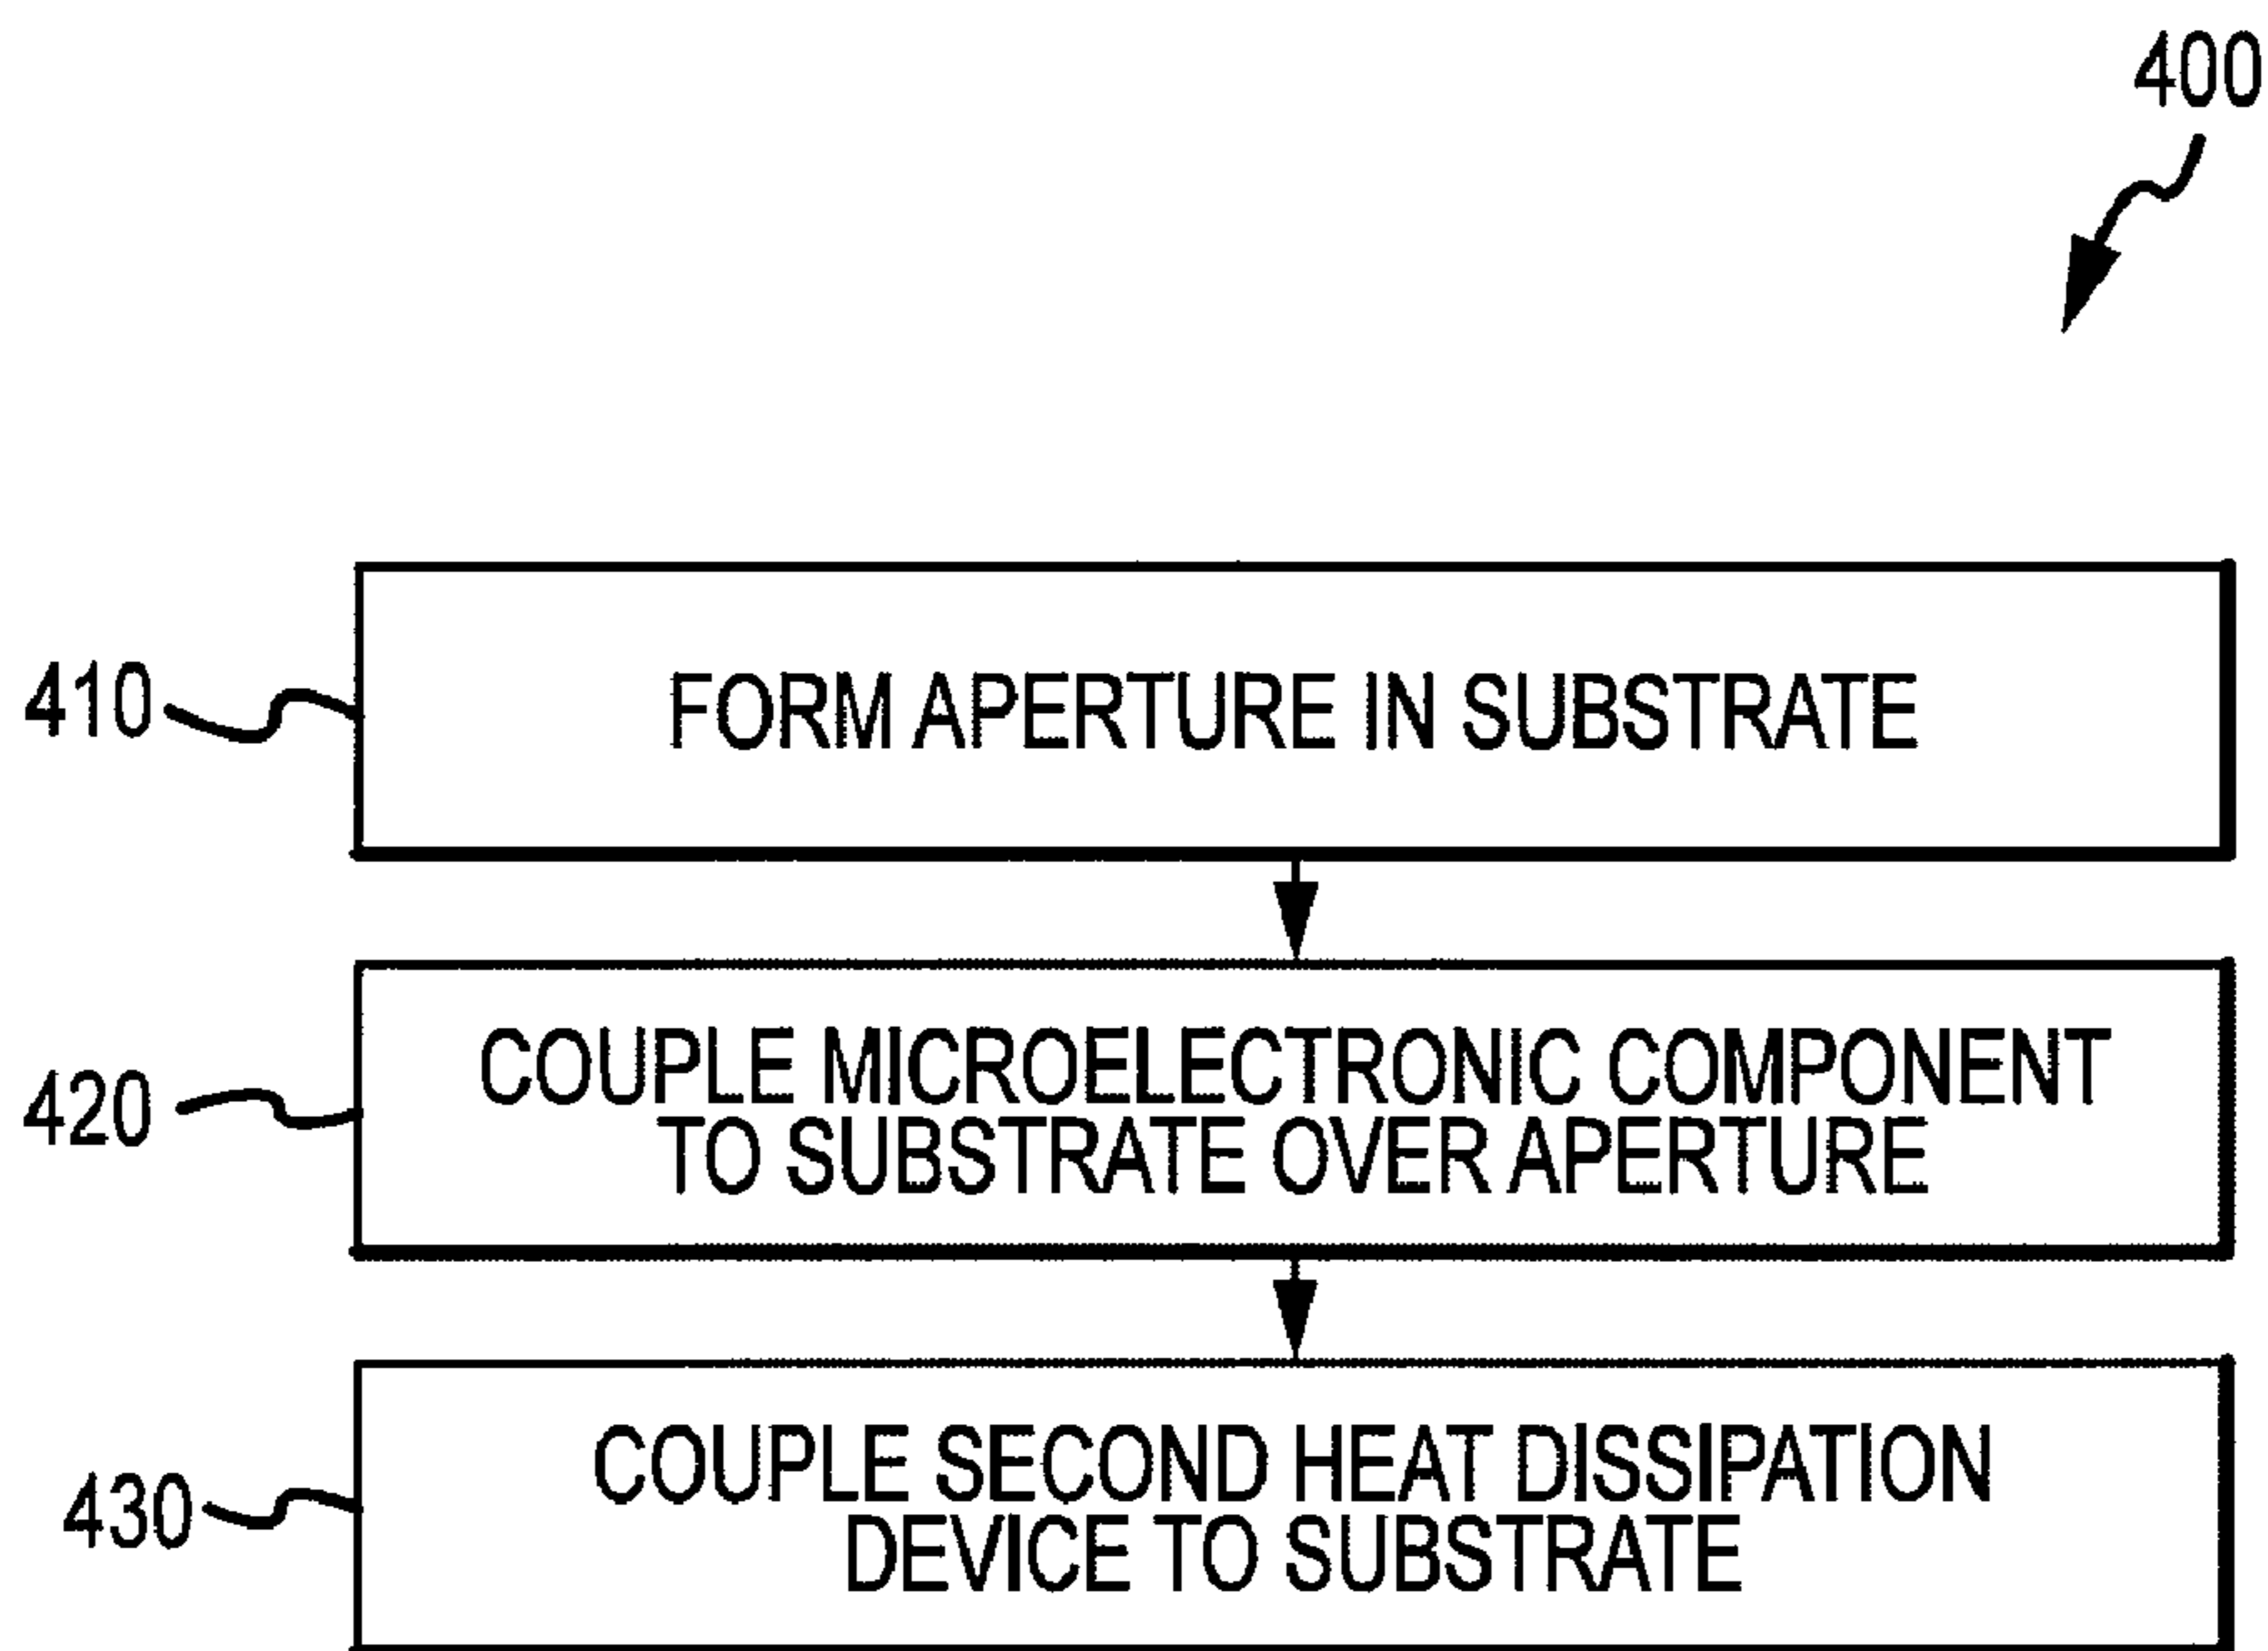 400
410
FORM APERTURE IN SUBSTRATE
420
COUPLE MICROELECTRONIC COMPONENT
TO SUBSTRATE OVER APERTURE
430
COUPLE SECOND HEAT DISSIPATION
DEVICE TO SUBSTRATE